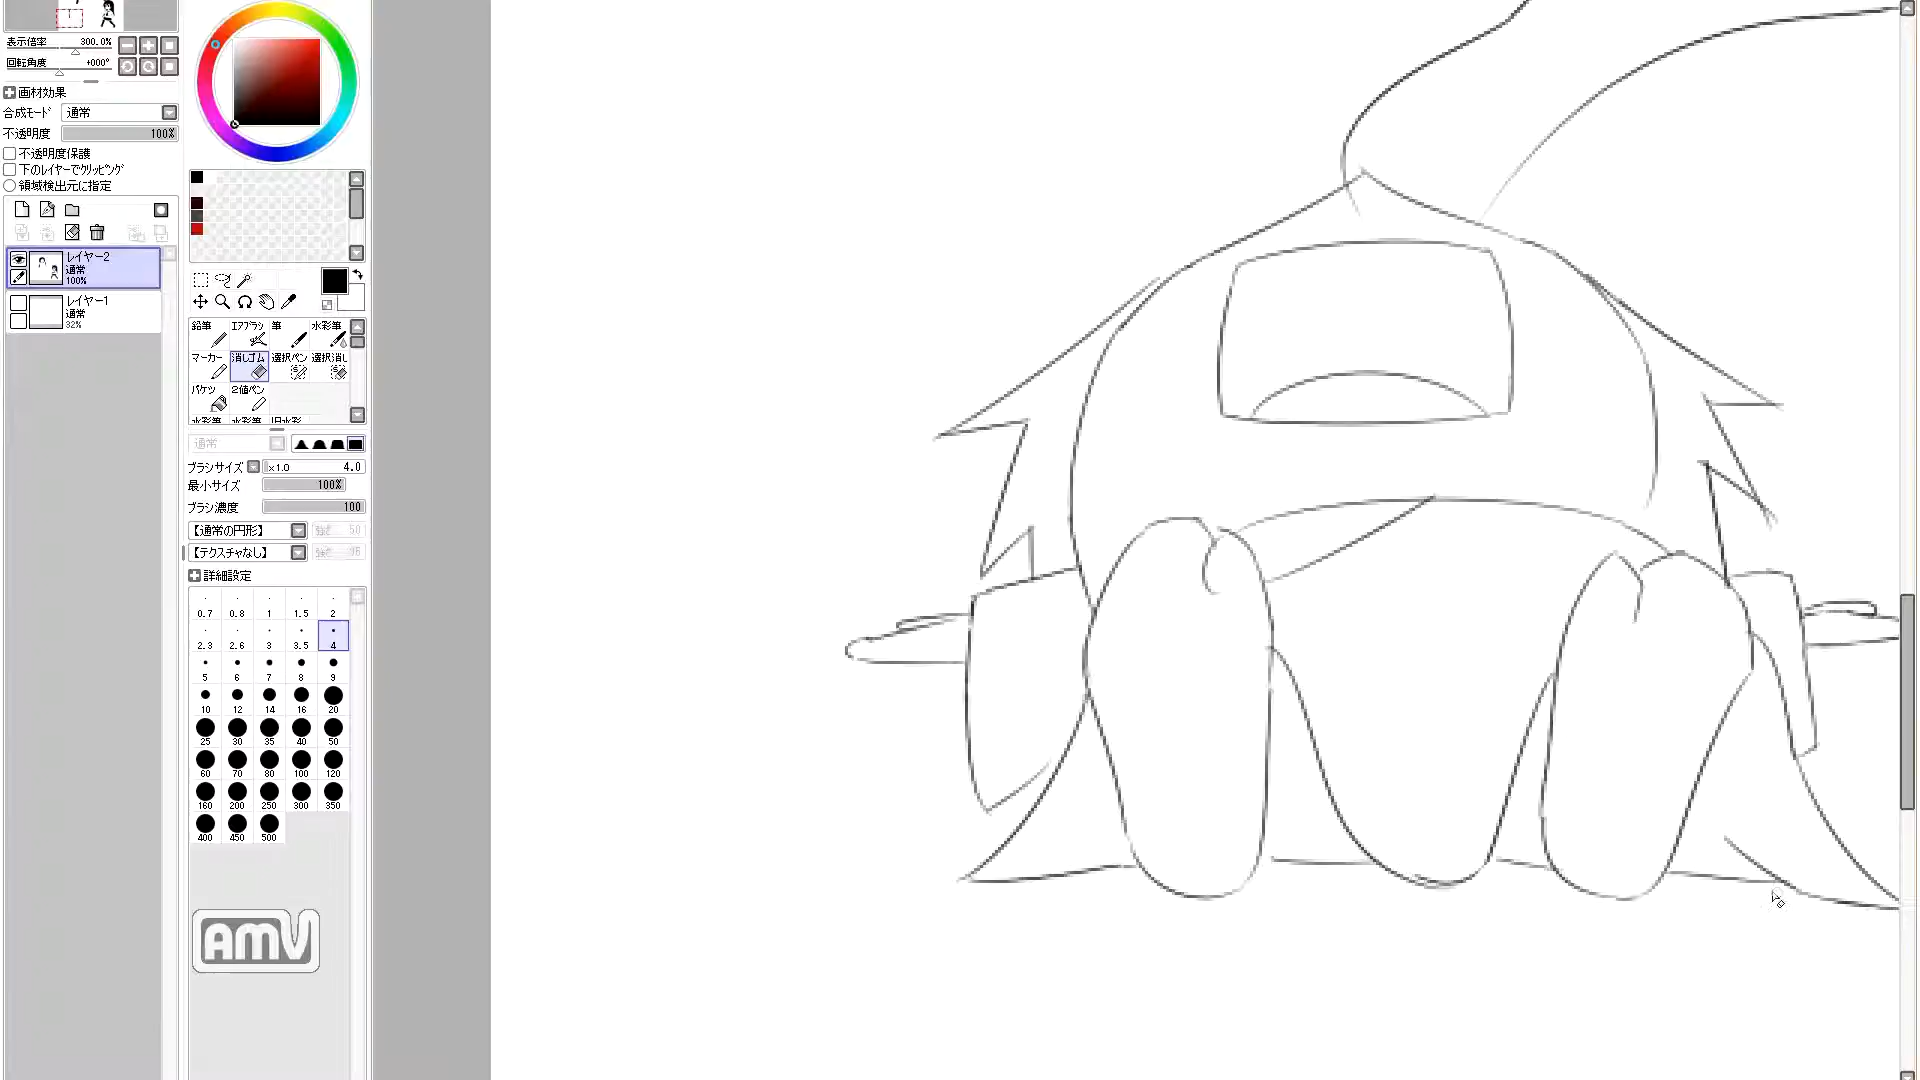 表示倍率 300.0%
回転角度 +000°
画材効果
合成モード 通常
不透明度 100%
不透明度保護
下のレイヤーでクリッピング
領域検出元に指定
レイヤー2
通常
100%
レイヤー1
通常
32%
鉛筆 エアブラシ 筆 水彩筆
マーカー 消しゴム 選択ペン 選択消し
バケツ 2値ペン
通常
ブラシサイズ x1.0 4.0
最小サイズ 100%
ブラシ濃度 100
【通常の円形】 強さ 50
【テクスチャなし】 強さ 95
詳細設定
0.7 0.8 1 1.5 2
2.3 2.6 3 3.5 4
5 6 7 8 9
10 12 14 16 20
25 30 35 40 50
60 70 80 100 120
160 200 250 300 350
400 450 500
AMV